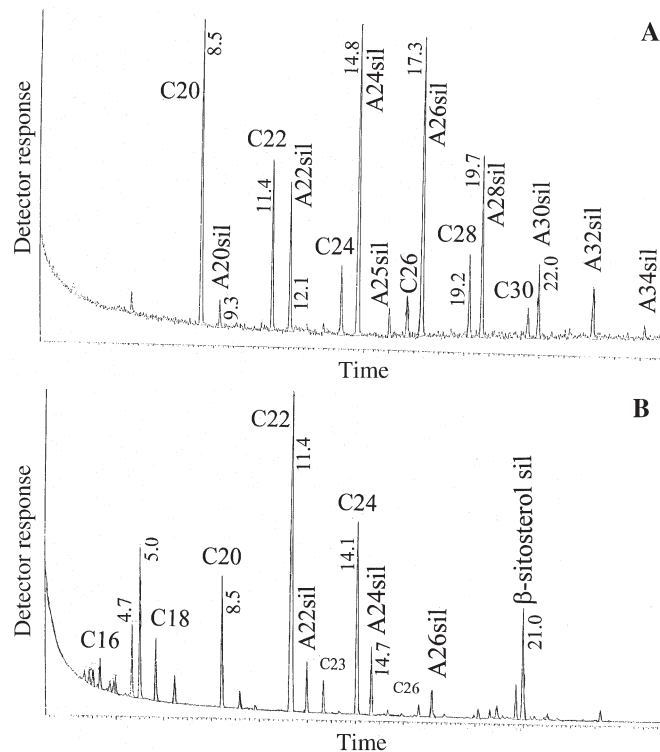 A
Detector response
C20
8.5
A20sil
9.3
C22
11.4
A22sil
12.1
C24
14.8
A24sil
A25sil
C26
17.3
A26sil
C28
19.2
19.7
A28sil
C30
A30sil
22.0
A32sil
A34sil
Time
B
Detector response
C16
4.7
5.0
C18
C20
8.5
C22
11.4
A22sil
C23
C24
14.1
14.7
A24sil
C26
A26sil
β-sitosterol sil
21.0
Time